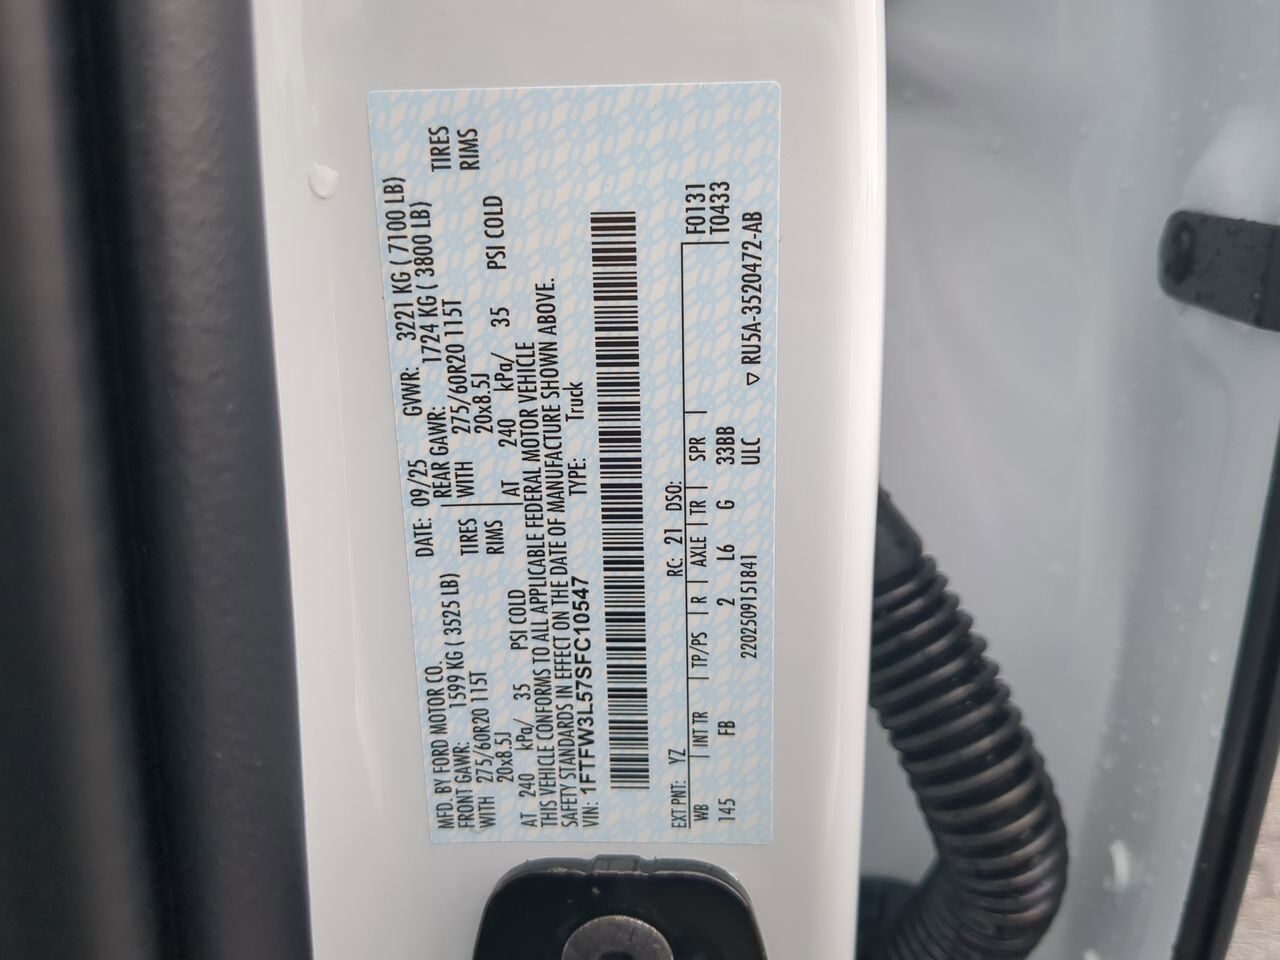 MFD. BY FORD MOTOR CO.
DATE: 09/25 GVWR: 3221 KG ( 7100 LB)
FRONT GAWR: 1599 KG ( 3525 LB)
REAR GAWR: 1724 KG ( 3800 LB)
WITH 275/60R20 115T TIRES
WITH 275/60R20 115T TIRES
20x8.5J RIMS
20x8.5J RIMS
AT 240 kPa/ 35 PSI COLD
AT 240 kPa/ 35 PSI COLD
THIS VEHICLE CONFORMS TO ALL APPLICABLE FEDERAL MOTOR VEHICLE
SAFETY STANDARDS IN EFFECT ON THE DATE OF MANUFACTURE SHOWN ABOVE.
VIN: 1FTFW3L57SFC10547 TYPE: Truck
EXT PNT: YZ RC: 21 DSO: F0131
WB INT TR TP/PS R AXLE TR SPR T0433
145 FB 2 L6 G 33BB
2202509151841 ULC ▽ RU5A-3520472-AB